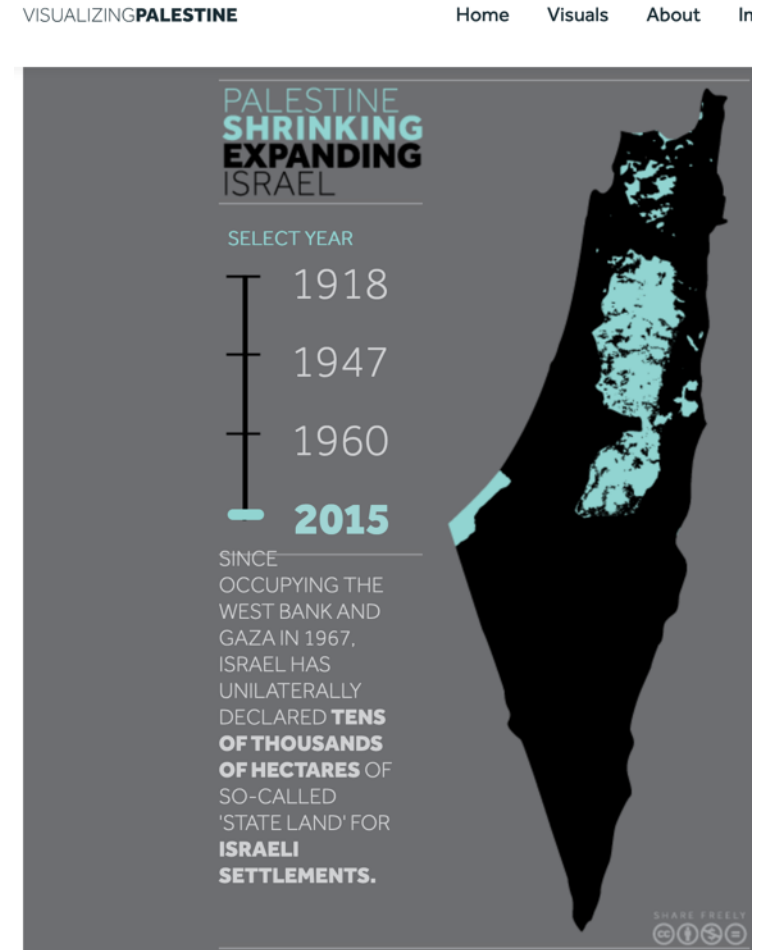 VISUALIZINGPALESTINE
Home Visuals About In
PALESTINE
SHRINKING
EXPANDING
ISRAEL
SELECT YEAR
1918
1947
1960
2015
SINCE
OCCUPYING THE
WEST BANK AND
GAZA IN 1967,
ISRAEL HAS
UNILATERALLY
DECLARED TENS
OF THOUSANDS
OF HECTARES OF
SO-CALLED
'STATE LAND' FOR
ISRAELI
SETTLEMENTS.
SHARE FREELY
cc